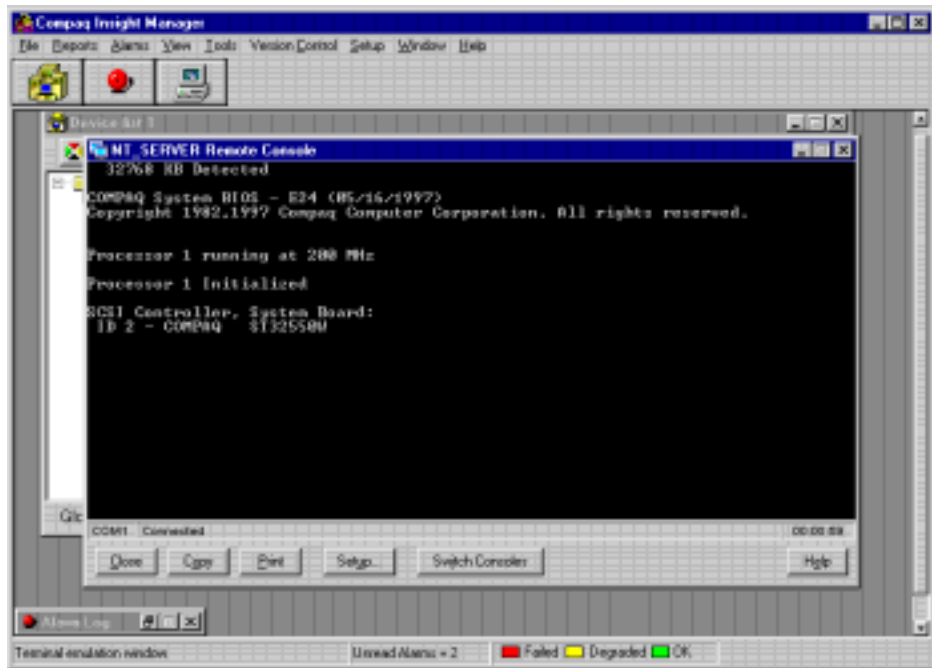 Compaq Insight Manager
File Reports Alarms View Tools Version Control Setup Window Help
Device list 1
NT_SERVER Remote Console
32768 KB Detected
COMPAQ System BIOS - E24 (05/16/1997)
Copyright 1982,1997 Compaq Computer Corporation. All rights reserved.
Processor 1 running at 200 MHz
Processor 1 Initialized
SCSI Controller, System Board:
ID 2 - COMPAQ ST32550W
COM1 Connected
Close Copy Print Setup... Switch Consoles Help
Alarm Log
Terminal emulation window Unread Alarms = 2 Failed Degraded OK